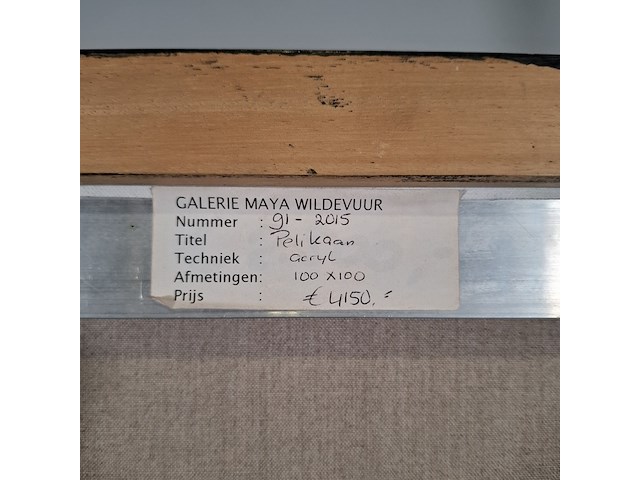 GALERIE MAYA WILDEVUUR
Nummer : 91 - 2015
Titel : Pelikaan
Techniek : acryl
Afmetingen: 100 x 100
Prijs : € 4150,=